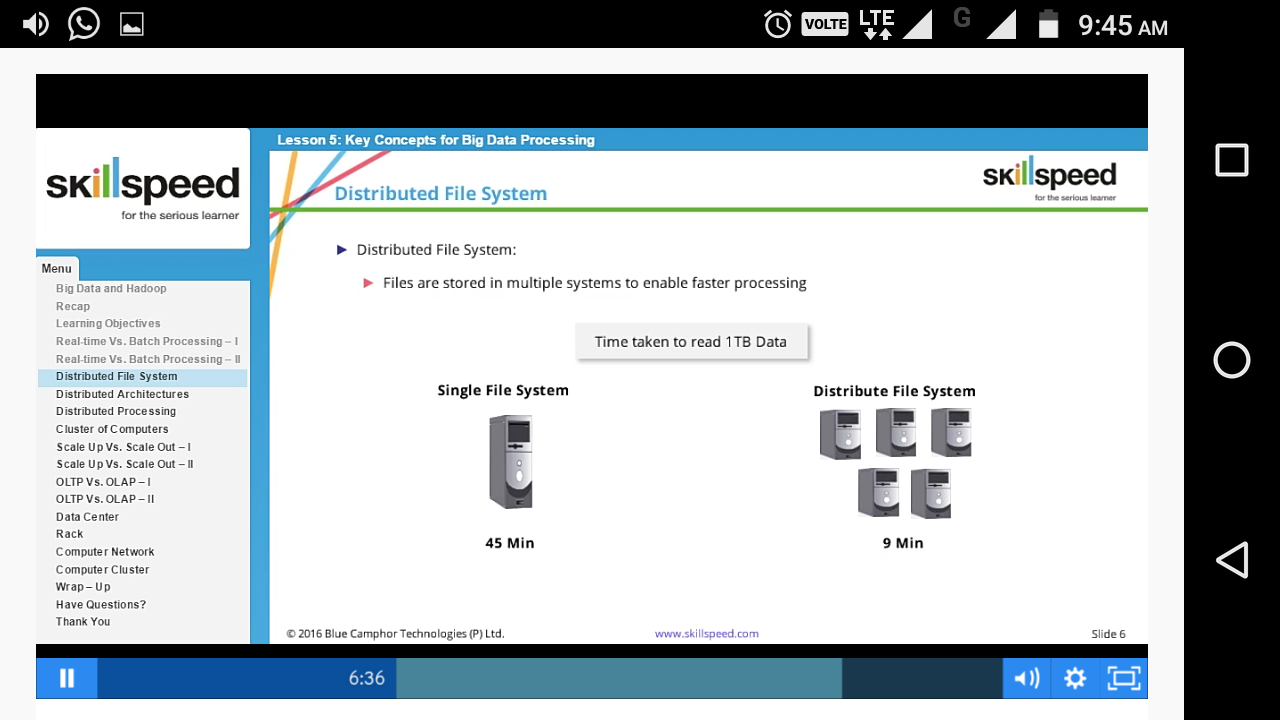 VOLTE LTE G 9:45 AM
Lesson 5: Key Concepts for Big Data Processing
skillspeed
for the serious learner
Menu
Big Data and Hadoop
Recap
Learning Objectives
Real-time Vs. Batch Processing – I
Real-time Vs. Batch Processing – II
Distributed File System
Distributed Architectures
Distributed Processing
Cluster of Computers
Scale Up Vs. Scale Out – I
Scale Up Vs. Scale Out – II
OLTP Vs. OLAP – I
OLTP Vs. OLAP – II
Data Center
Rack
Computer Network
Computer Cluster
Wrap – Up
Have Questions?
Thank You
Distributed File System
skillspeed
for the serious learner
Distributed File System:
Files are stored in multiple systems to enable faster processing
Time taken to read 1TB Data
Single File System
Distribute File System
45 Min
9 Min
© 2016 Blue Camphor Technologies (P) Ltd.
www.skillspeed.com
Slide 6
6:36